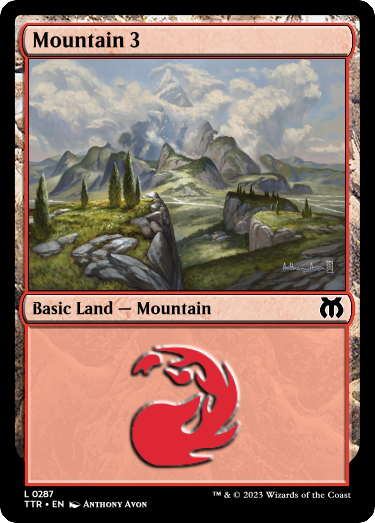 Mountain 3
Basic Land — Mountain
L 0287
TTR • EN Anthony Avon
™ & © 2023 Wizards of the Coast